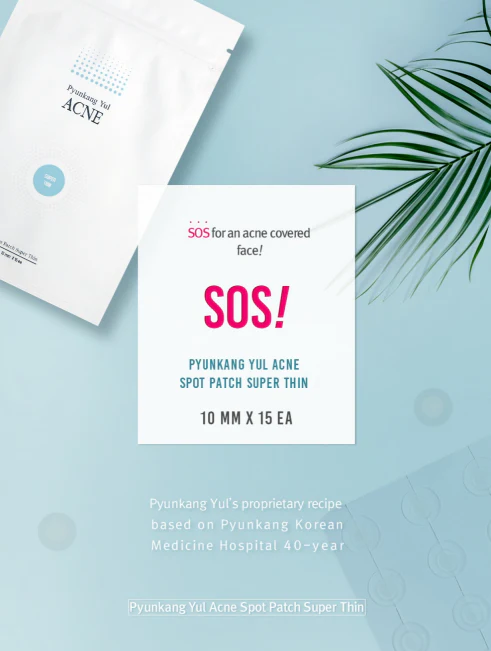 Pyunkang Yul
ACNE
SOS for an acne covered
face!
SOS!
PYUNKANG YUL ACNE
SPOT PATCH SUPER THIN
10 MM X 15 EA
Pyunkang Yul's proprietary recipe
based on Pyunkang Korean
Medicine Hospital 40-year
Pyunkang Yul Acne Spot Patch Super Thin